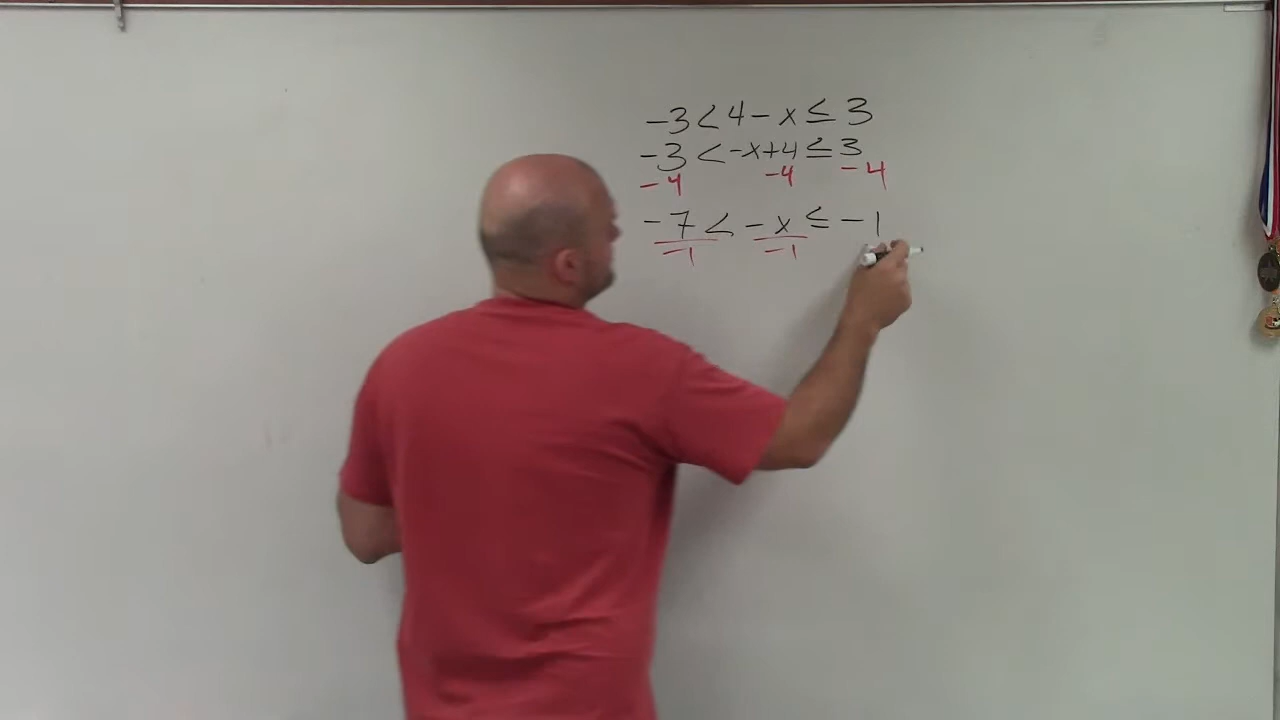 -3 < 4 - x ≤ 3
-3 < -x + 4 ≤ 3
-4 -4 -4
-7 < -x ≤ -1
-1 -1